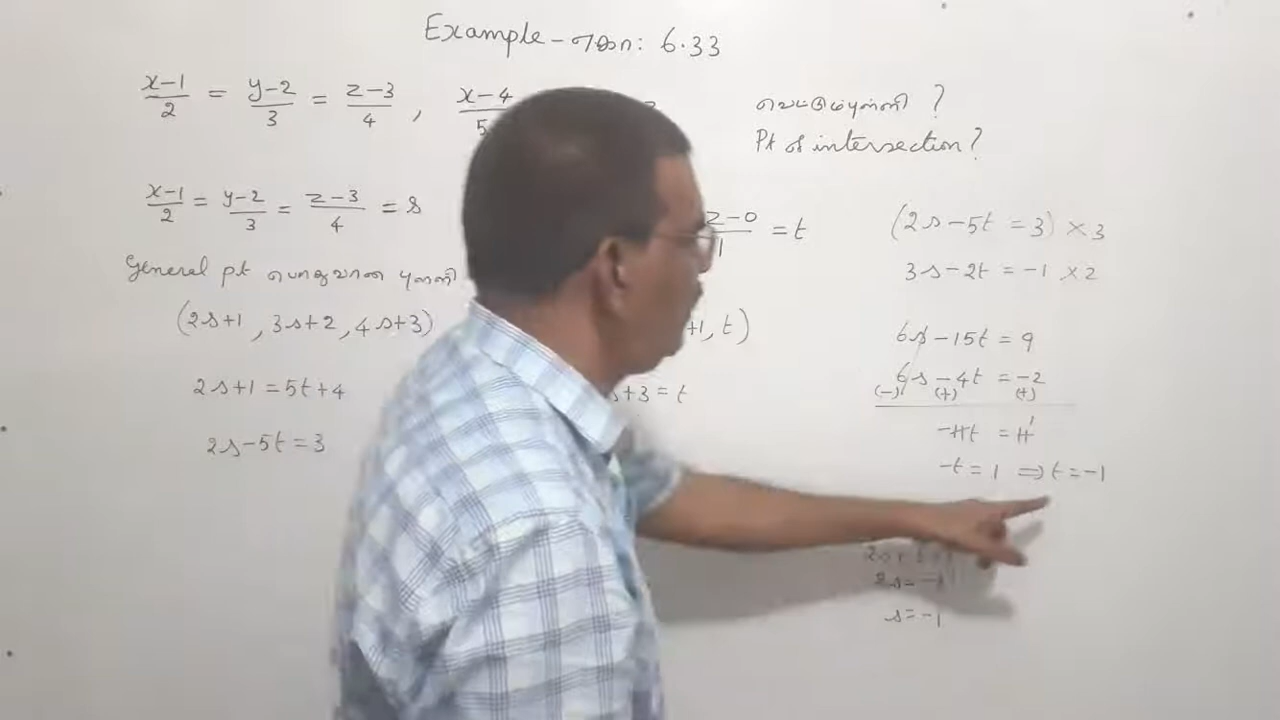 Example - எ.கா: 6.33
x-1/2 = y-2/3 = z-3/4 , x-4/5
வெட்டும்புள்ளி ?
Pt of intersection?
x-1/2 = y-2/3 = z-3/4 = s
z-0/1 = t
General pt பொதுவான புள்ளி
(2s+1 , 3s+2 , 4s+3)
+1, t)
2s+1 = 5t+4
s+3 = t
2s-5t = 3
(2s-5t = 3) ×3
3s-2t = -1 ×2
6s-15t = 9
6s-4t = -2
(-) (+) (+)
-11t = 11
-t = 1 ⇒ t = -1
s = -1